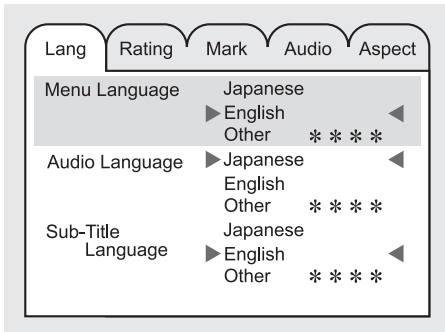 Lang Rating Mark Audio Aspect
Menu Language Japanese
English
Other ＊＊＊＊
Audio Language Japanese
English
Other ＊＊＊＊
Sub-Title Japanese
Language English
Other ＊＊＊＊